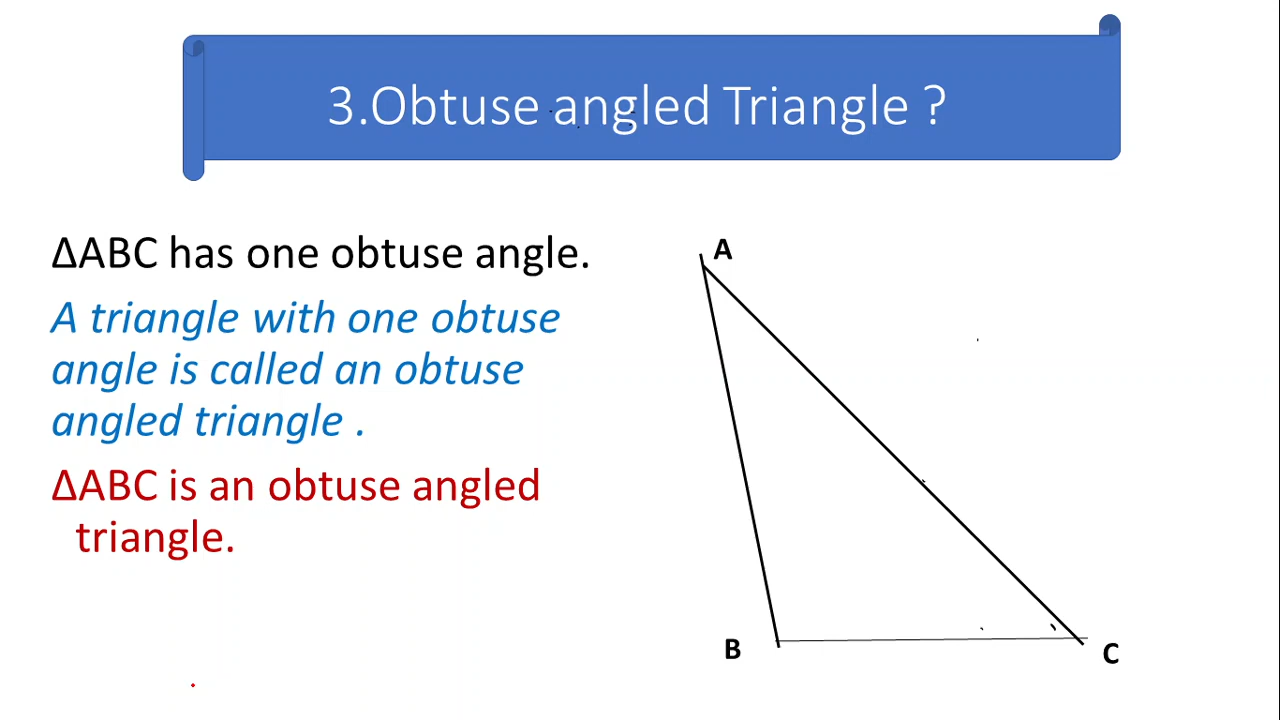 3.Obtuse angled Triangle ?
ΔABC has one obtuse angle.
A triangle with one obtuse
angle is called an obtuse
angled triangle .
ΔABC is an obtuse angled
triangle.
A
B
C